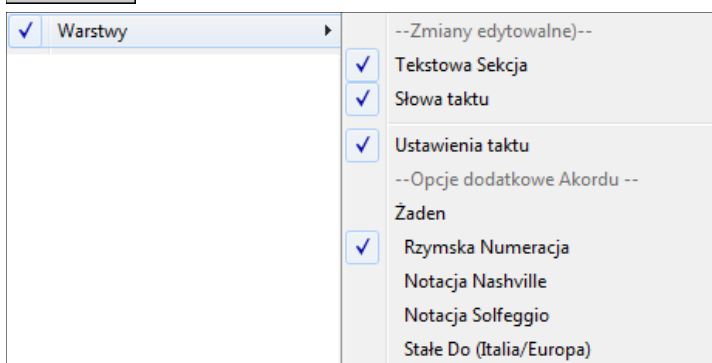 Warstwy
--Zmiany edytowalne)--
Tekstowa Sekcja
Słowa taktu
Ustawienia taktu
--Opcje dodatkowe Akordu --
Żaden
Rzymska Numeracja
Notacja Nashville
Notacja Solfeggio
Stałe Do (Italia/Europa)